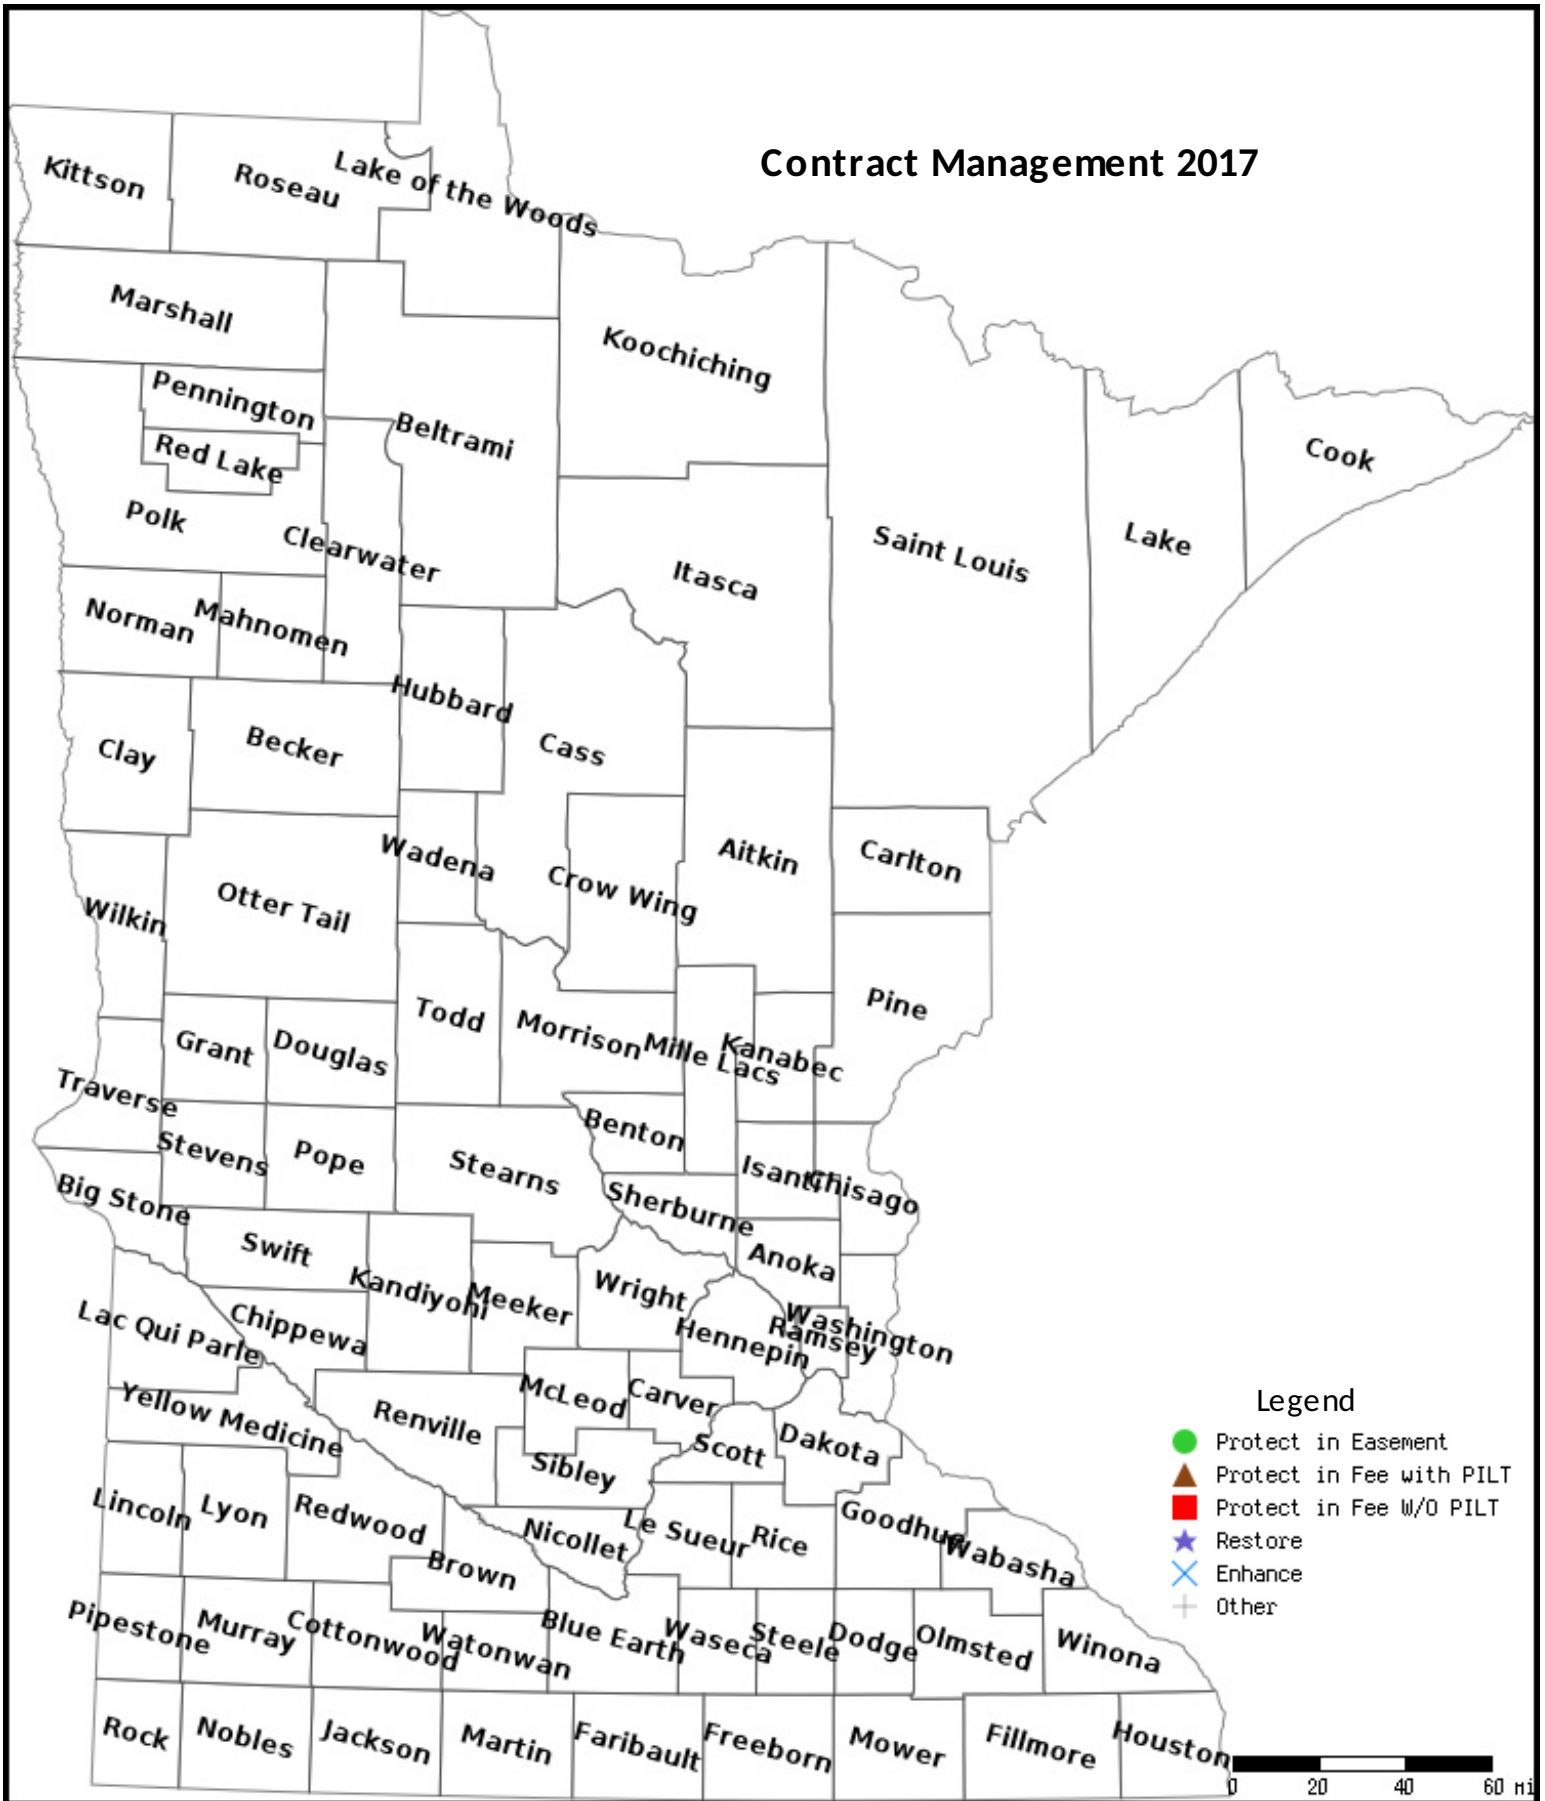 Contract Management 2017
Kittson
Roseau
Lake of the Woods
Marshall
Koochiching
Pennington
Beltrami
Red Lake
Cook
Polk
Clearwater
Saint Louis
Lake
Itasca
Norman
Mahnomen
Hubbard
Clay
Becker
Cass
Wadena
Aitkin
Carlton
Otter Tail
Crow Wing
Wilkin
Todd
Morrison
Pine
Grant
Douglas
Mille Lacs
Kanabec
Traverse
Stevens
Pope
Stearns
Benton
Isanti
Chisago
Big Stone
Sherburne
Swift
Anoka
Kandiyohi
Meeker
Wright
Lac Qui Parle
Chippewa
Hennepin
Ramsey
Washington
Yellow Medicine
Renville
McLeod
Carver
Scott
Dakota
Sibley
Lincoln
Lyon
Redwood
Nicollet
Le Sueur
Rice
Goodhue
Wabasha
Brown
Pipestone
Murray
Cottonwood
Watonwan
Blue Earth
Waseca
Steele
Dodge
Olmsted
Winona
Rock
Nobles
Jackson
Martin
Faribault
Freeborn
Mower
Fillmore
Houston
Legend
Protect in Easement
Protect in Fee with PILT
Protect in Fee W/O PILT
Restore
Enhance
Other
0 20 40 60 mi